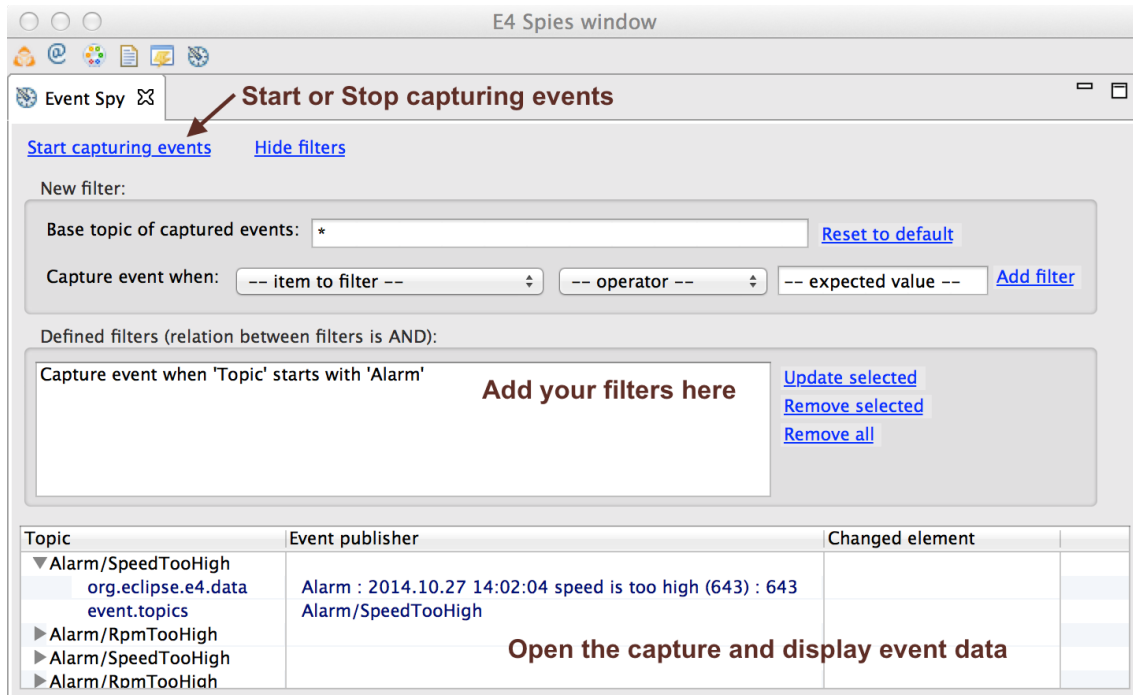 E4 Spies window
Event Spy
Start or Stop capturing events
Start capturing events Hide filters
New filter:
Base topic of captured events: * Reset to default
Capture event when: -- item to filter -- -- operator -- -- expected value -- Add filter
Defined filters (relation between filters is AND):
Capture event when 'Topic' starts with 'Alarm'
Add your filters here
Update selected
Remove selected
Remove all
Topic Event publisher Changed element
Alarm/SpeedTooHigh
org.eclipse.e4.data Alarm : 2014.10.27 14:02:04 speed is too high (643) : 643
event.topics Alarm/SpeedTooHigh
Alarm/RpmTooHigh
Alarm/SpeedTooHigh
Open the capture and display event data
Alarm/RpmTooHigh